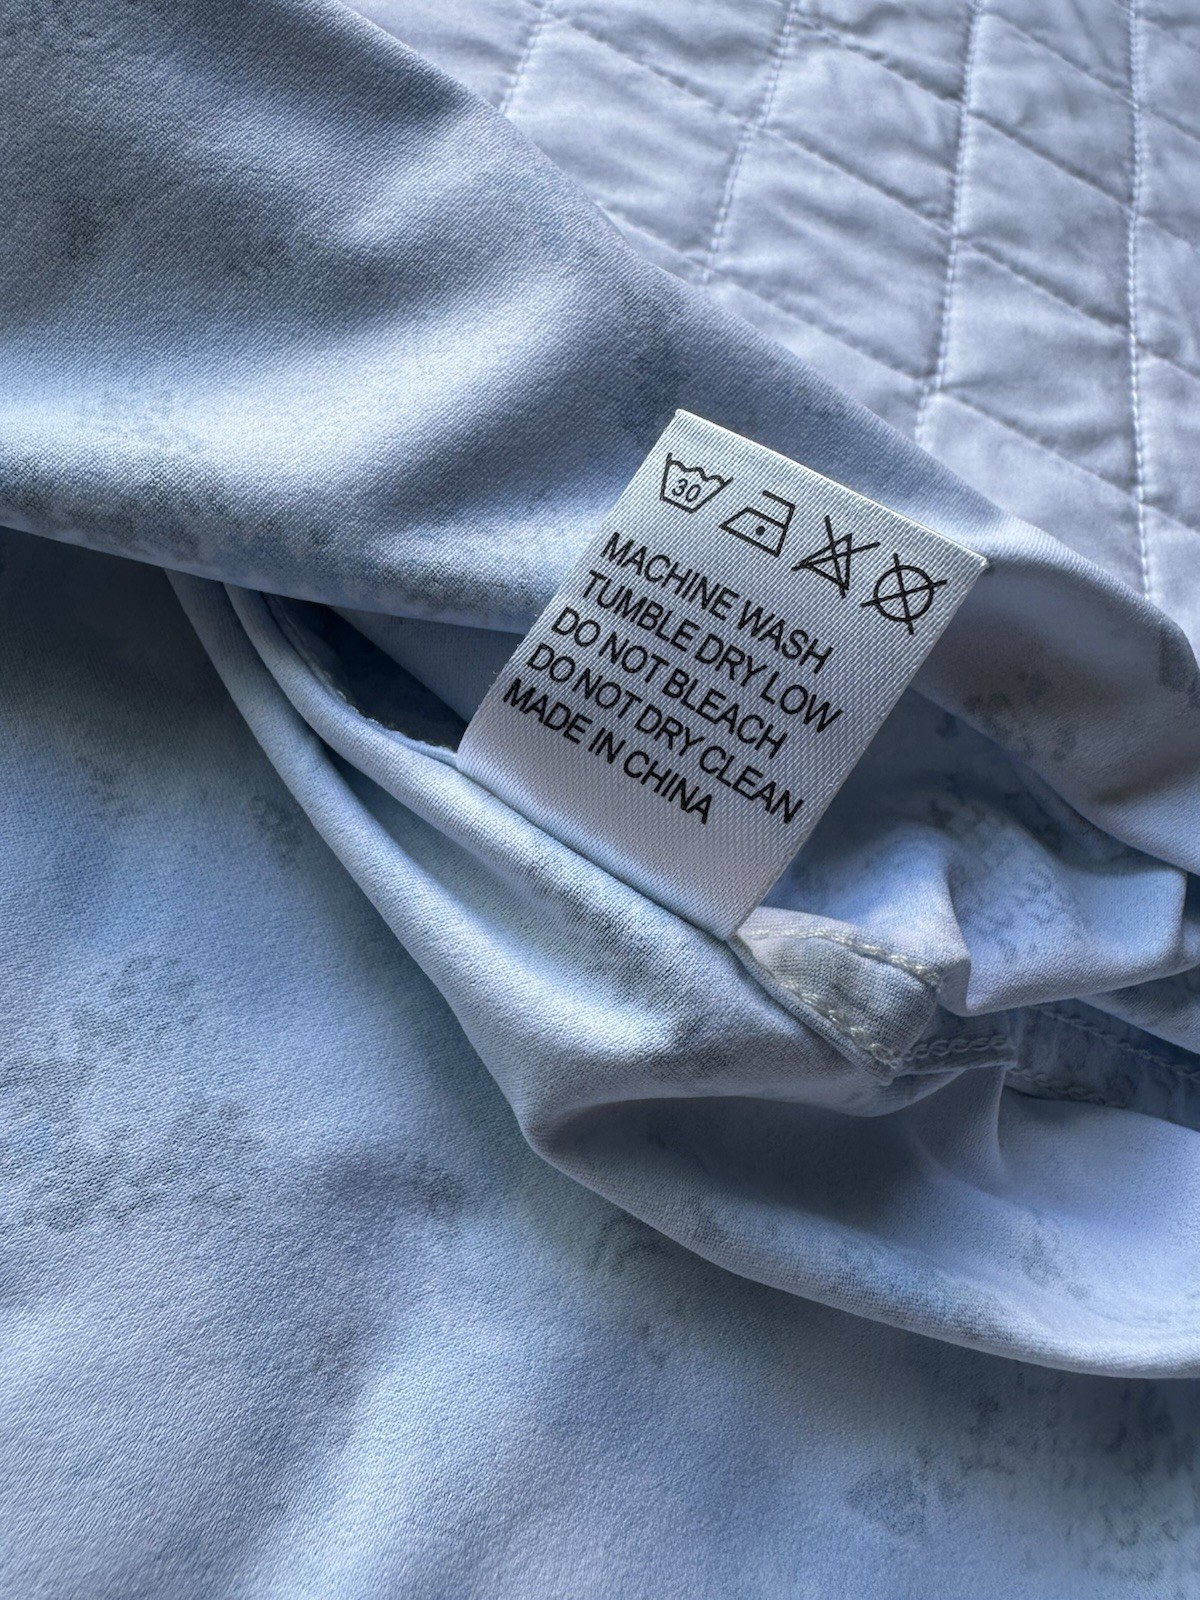 30
MACHINE WASH
TUMBLE DRY LOW
DO NOT BLEACH
DO NOT DRY CLEAN
MADE IN CHINA